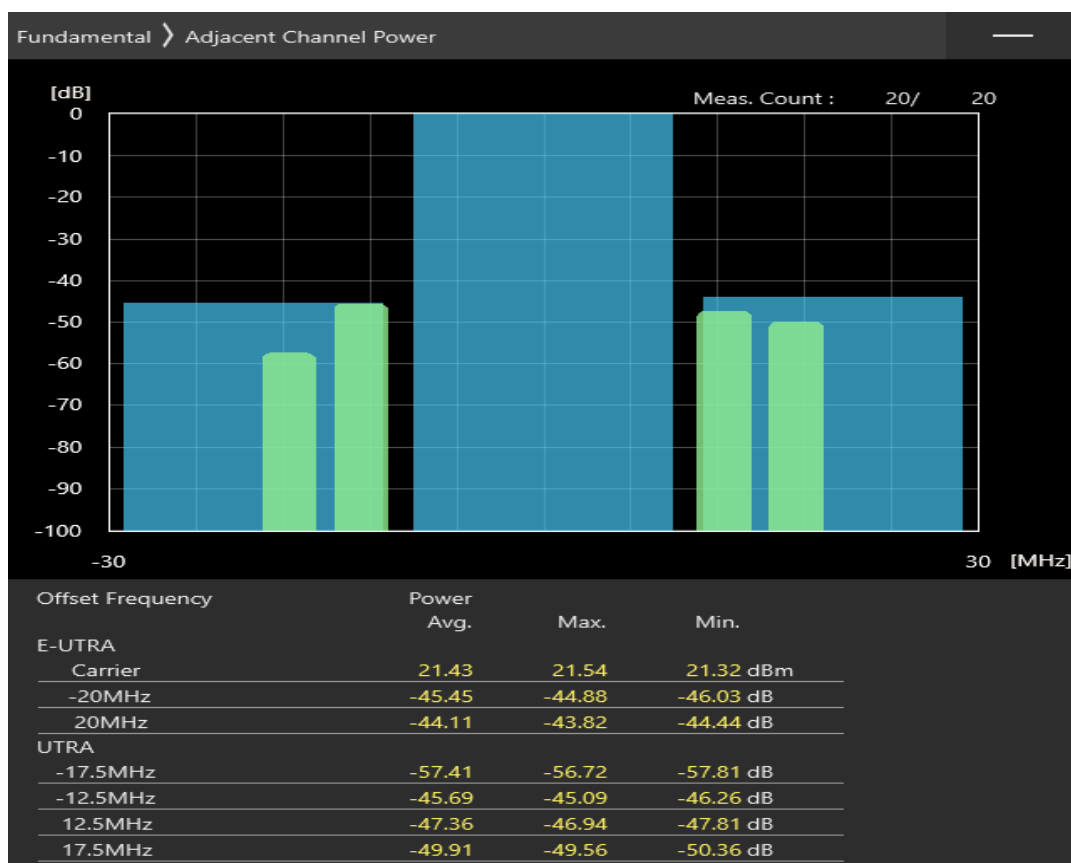 Fundamental ❯ Adjacent Channel Power
[dB]
Meas. Count : 20/ 20
0
-10
-20
-30
-40
-50
-60
-70
-80
-90
-100
-30 30 [MHz]
Offset Frequency Power
Avg. Max. Min.
E-UTRA
Carrier 21.43 21.54 21.32 dBm
-20MHz -45.45 -44.88 -46.03 dB
20MHz -44.11 -43.82 -44.44 dB
UTRA
-17.5MHz -57.41 -56.72 -57.81 dB
-12.5MHz -45.69 -45.09 -46.26 dB
12.5MHz -47.36 -46.94 -47.81 dB
17.5MHz -49.91 -49.56 -50.36 dB